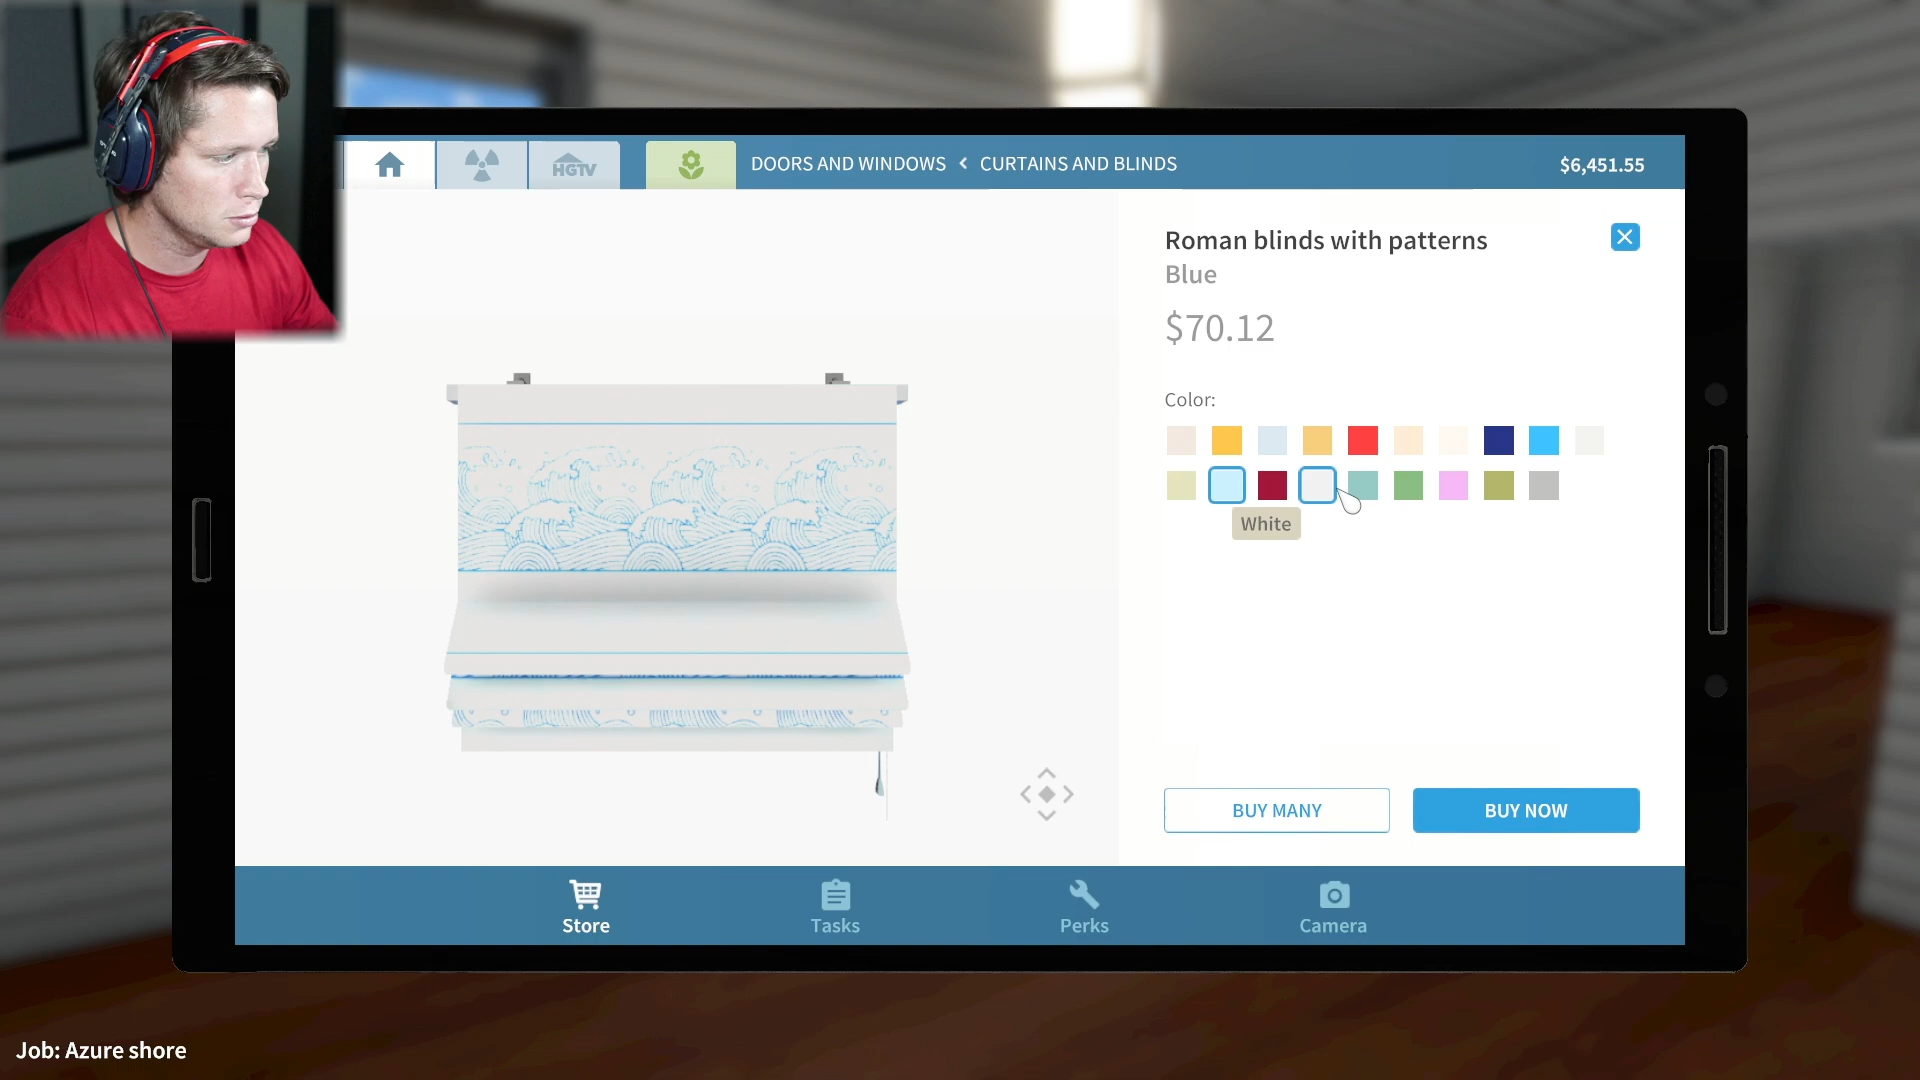 HGTV
DOORS AND WINDOWS < CURTAINS AND BLINDS
$6,451.55
Roman blinds with patterns
Blue
$70.12
Color:
White
BUY MANY
BUY NOW
Store
Tasks
Perks
Camera
Job: Azure shore